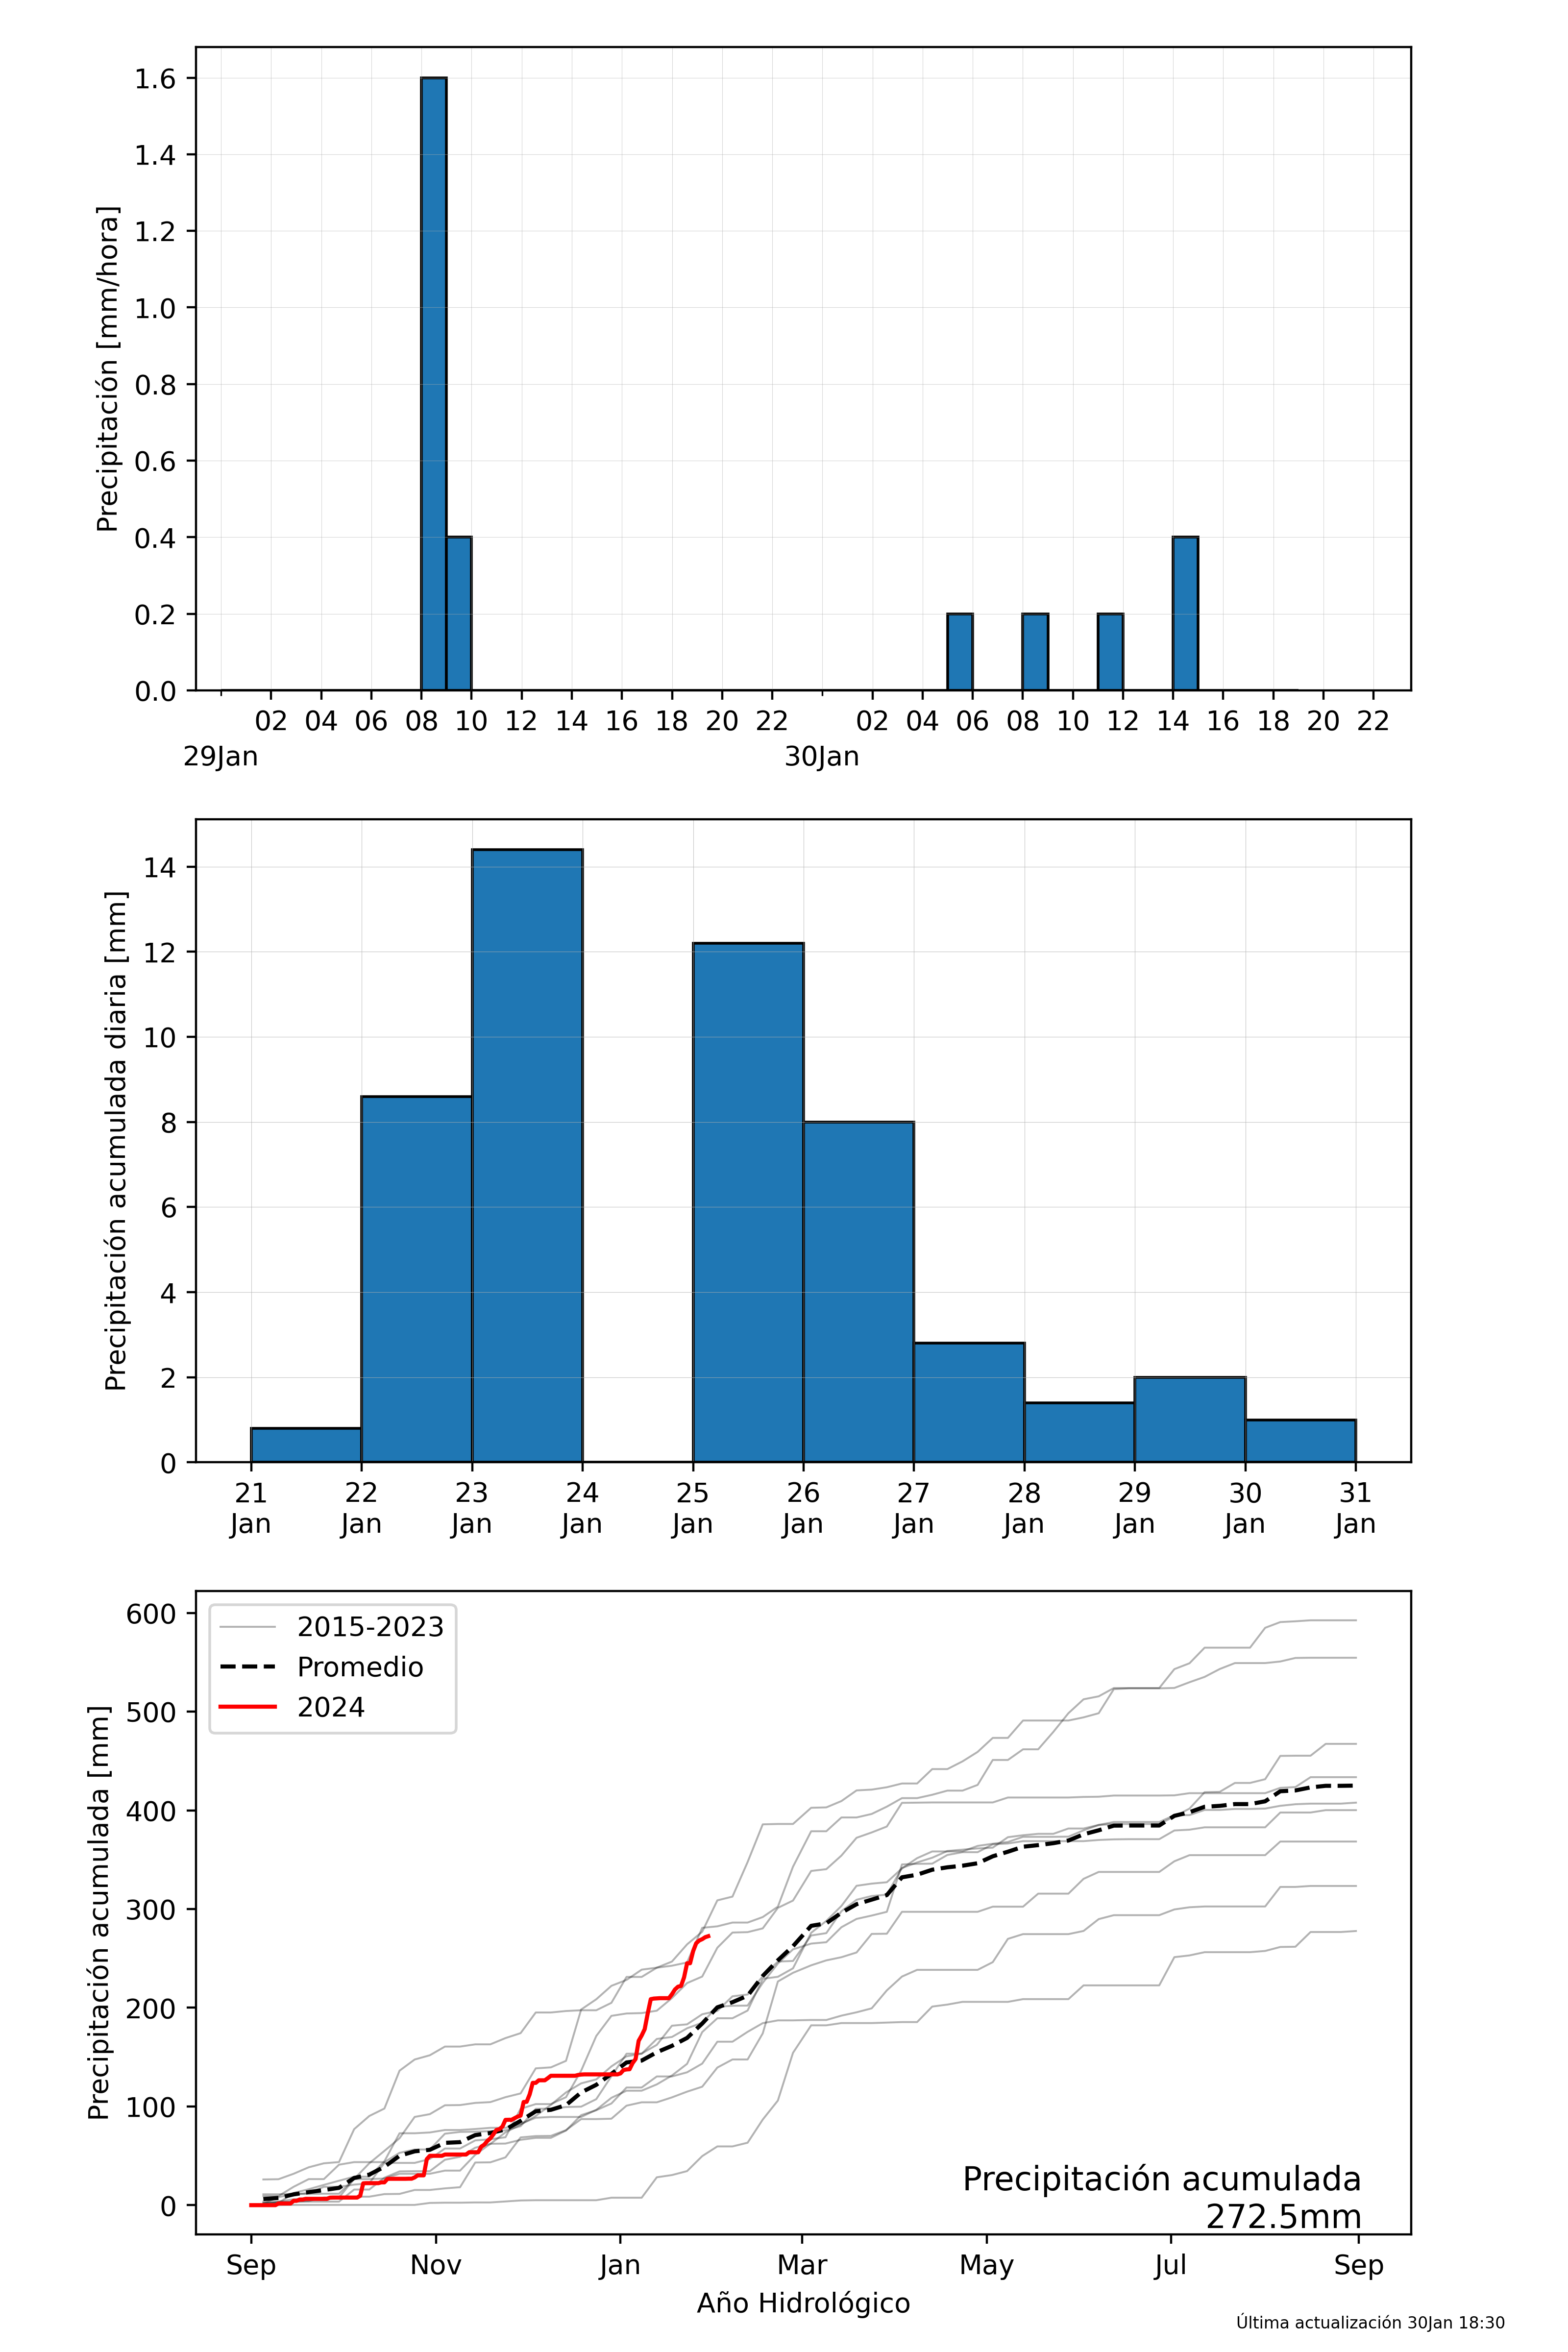 Precipitación [mm/hora]
1.6
1.4
1.2
1.0
0.8
0.6
0.4
0.2
0.0
02 04 06 08 10 12 14 16 18 20 22 02 04 06 08 10 12 14 16 18 20 22
29Jan 30Jan
Precipitación acumulada diaria [mm]
14
12
10
8
6
4
2
0
21 22 23 24 25 26 27 28 29 30 31
Jan Jan Jan Jan Jan Jan Jan Jan Jan Jan Jan
Precipitación acumulada [mm]
600
500
400
300
200
100
0
2015-2023
Promedio
2024
Precipitación acumulada
272.5mm
Sep Nov Jan Mar May Jul Sep
Año Hidrológico
Última actualización 30Jan 18:30